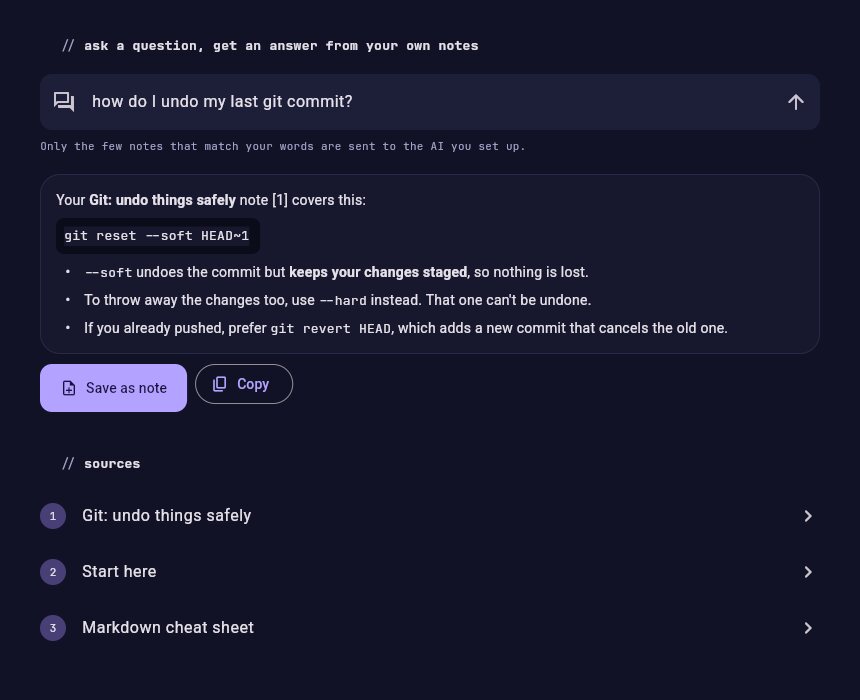 // ask a question, get an answer from your own notes
how do I undo my last git commit?
Only the few notes that match your words are sent to the AI you set up.
Your Git: undo things safely note [1] covers this:
git reset --soft HEAD~1
• --soft undoes the commit but keeps your changes staged, so nothing is lost.
• To throw away the changes too, use --hard instead. That one can't be undone.
• If you already pushed, prefer git revert HEAD, which adds a new commit that cancels the old one.
Save as note
Copy
// sources
1 Git: undo things safely
2 Start here
3 Markdown cheat sheet